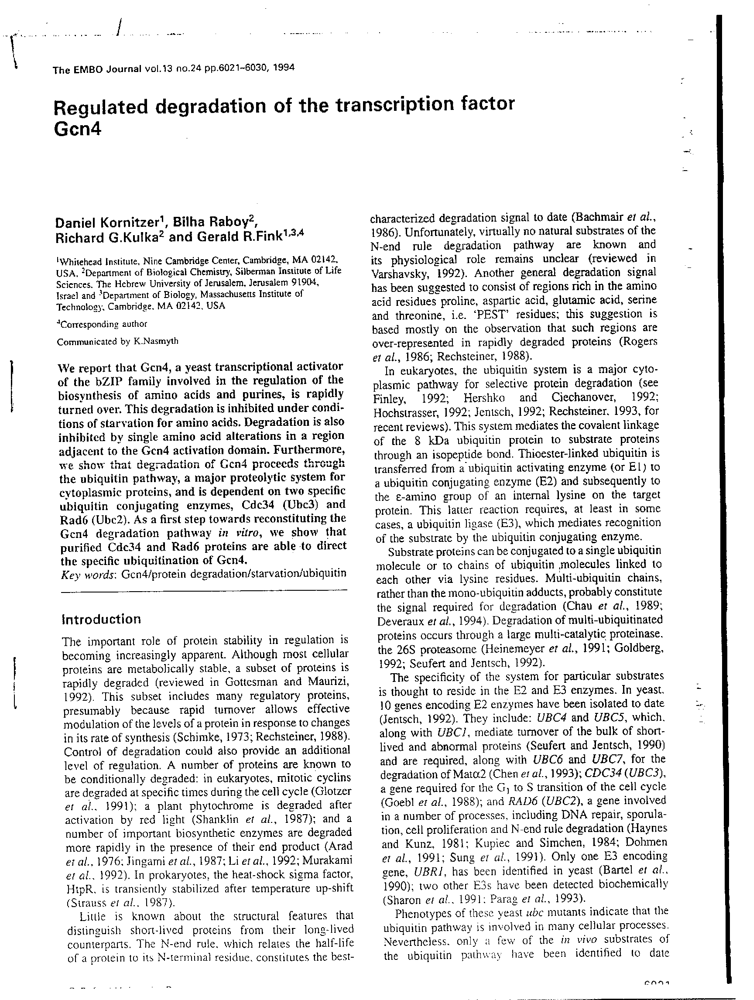 The EMBO Journal vol.13 no.24 pp.6021–6030, 1994
Regulated degradation of the transcription factor
Gcn4
Daniel Kornitzer1, Bilha Raboy2,
Richard G.Kulka2 and Gerald R.Fink1,3,4
1Whitehead Institute, Nine Cambridge Center, Cambridge, MA 02142,
USA, 2Department of Biological Chemistry, Silberman Institute of Life
Sciences, The Hebrew University of Jerusalem, Jerusalem 91904,
Israel and 3Department of Biology, Massachusetts Institute of
Technology, Cambridge, MA 02142, USA
4Corresponding author
Communicated by K.Nasmyth
We report that Gcn4, a yeast transcriptional activator
of the bZIP family involved in the regulation of the
biosynthesis of amino acids and purines, is rapidly
turned over. This degradation is inhibited under condi-
tions of starvation for amino acids. Degradation is also
inhibited by single amino acid alterations in a region
adjacent to the Gcn4 activation domain. Furthermore,
we show that degradation of Gcn4 proceeds through
the ubiquitin pathway, a major proteolytic system for
cytoplasmic proteins, and is dependent on two specific
ubiquitin conjugating enzymes, Cdc34 (Ubc3) and
Rad6 (Ubc2). As a first step towards reconstituting the
Gcn4 degradation pathway in vitro, we show that
purified Cdc34 and Rad6 proteins are able to direct
the specific ubiquitination of Gcn4.
Key words: Gcn4/protein degradation/starvation/ubiquitin
Introduction
The important role of protein stability in regulation is
becoming increasingly apparent. Although most cellular
proteins are metabolically stable, a subset of proteins is
rapidly degraded (reviewed in Gottesman and Maurizi,
1992). This subset includes many regulatory proteins,
presumably because rapid turnover allows effective
modulation of the levels of a protein in response to changes
in its rate of synthesis (Schimke, 1973; Rechsteiner, 1988).
Control of degradation could also provide an additional
level of regulation. A number of proteins are known to
be conditionally degraded: in eukaryotes, mitotic cyclins
are degraded at specific times during the cell cycle (Glotzer
et al., 1991); a plant phytochrome is degraded after
activation by red light (Shanklin et al., 1987); and a
number of important biosynthetic enzymes are degraded
more rapidly in the presence of their end product (Arad
et al., 1976; Jingami et al., 1987; Li et al., 1992; Murakami
et al., 1992). In prokaryotes, the heat-shock sigma factor,
HtpR, is transiently stabilized after temperature up-shift
(Strauss et al., 1987).
Little is known about the structural features that
distinguish short-lived proteins from their long-lived
counterparts. The N-end rule, which relates the half-life
of a protein to its N-terminal residue, constitutes the best-
characterized degradation signal to date (Bachmair et al.,
1986). Unfortunately, virtually no natural substrates of the
N-end rule degradation pathway are known and
its physiological role remains unclear (reviewed in
Varshavsky, 1992). Another general degradation signal
has been suggested to consist of regions rich in the amino
acid residues proline, aspartic acid, glutamic acid, serine
and threonine, i.e. 'PEST' residues; this suggestion is
based mostly on the observation that such regions are
over-represented in rapidly degraded proteins (Rogers
et al., 1986; Rechsteiner, 1988).
In eukaryotes, the ubiquitin system is a major cyto-
plasmic pathway for selective protein degradation (see
Finley, 1992; Hershko and Ciechanover, 1992;
Hochstrasser, 1992; Jentsch, 1992; Rechsteiner, 1993, for
recent reviews). This system mediates the covalent linkage
of the 8 kDa ubiquitin protein to substrate proteins
through an isopeptide bond. Thioester-linked ubiquitin is
transferred from a ubiquitin activating enzyme (or E1) to
a ubiquitin conjugating enzyme (E2) and subsequently to
the ε-amino group of an internal lysine on the target
protein. This latter reaction requires, at least in some
cases, a ubiquitin ligase (E3), which mediates recognition
of the substrate by the ubiquitin conjugating enzyme.
Substrate proteins can be conjugated to a single ubiquitin
molecule or to chains of ubiquitin molecules linked to
each other via lysine residues. Multi-ubiquitin chains,
rather than the mono-ubiquitin adducts, probably constitute
the signal required for degradation (Chau et al., 1989;
Deveraux et al., 1994). Degradation of multi-ubiquitinated
proteins occurs through a large multi-catalytic proteinase,
the 26S proteasome (Heinemeyer et al., 1991; Goldberg,
1992; Seufert and Jentsch, 1992).
The specificity of the system for particular substrates
is thought to reside in the E2 and E3 enzymes. In yeast,
10 genes encoding E2 enzymes have been isolated to date
(Jentsch, 1992). They include: UBC4 and UBC5, which,
along with UBC1, mediate turnover of the bulk of short-
lived and abnormal proteins (Seufert and Jentsch, 1990)
and are required, along with UBC6 and UBC7, for the
degradation of Matα2 (Chen et al., 1993); CDC34 (UBC3),
a gene required for the G1 to S transition of the cell cycle
(Goebl et al., 1988); and RAD6 (UBC2), a gene involved
in a number of processes, including DNA repair, sporula-
tion, cell proliferation and N-end rule degradation (Haynes
and Kunz, 1981; Kupiec and Simchen, 1984; Dohmen
et al., 1991; Sung et al., 1991). Only one E3 encoding
gene, UBR1, has been identified in yeast (Bartel et al.,
1990); two other E3s have been detected biochemically
(Sharon et al., 1991; Parag et al., 1993).
Phenotypes of these yeast ubc mutants indicate that the
ubiquitin pathway is involved in many cellular processes.
Nevertheless, only a few of the in vivo substrates of
the ubiquitin pathway have been identified to date